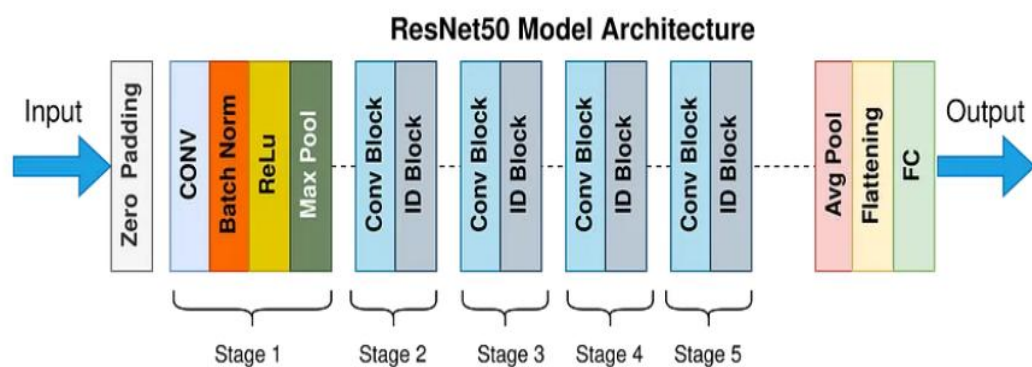 ResNet50 Model Architecture
Input
Zero Padding
CONV
Batch Norm
ReLu
Max Pool
Conv Block
ID Block
Conv Block
ID Block
Conv Block
ID Block
Conv Block
ID Block
Avg Pool
Flattening
FC
Output
Stage 1
Stage 2
Stage 3
Stage 4
Stage 5